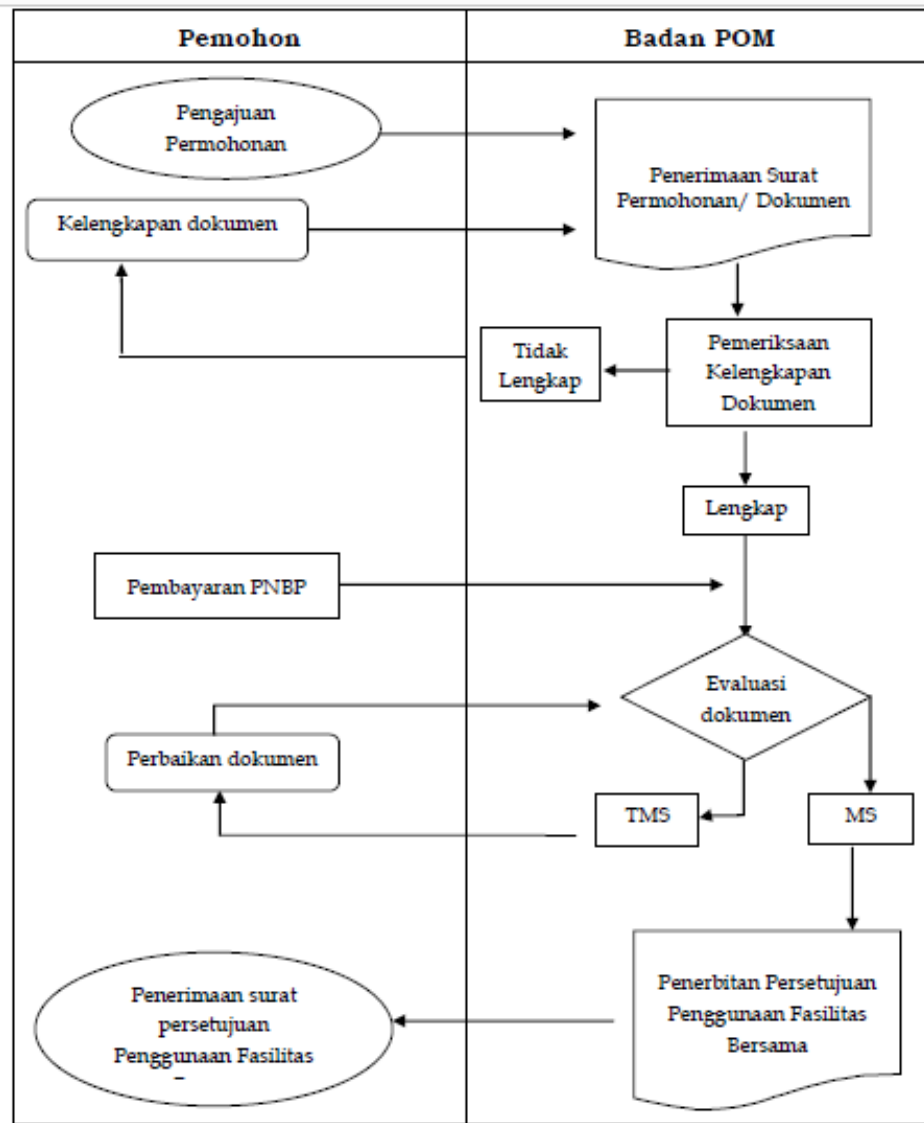 Pemohon
Badan POM
Pengajuan
Permohonan
Penerimaan Surat
Permohonan/ Dokumen
Kelengkapan dokumen
Tidak
Lengkap
Pemeriksaan
Kelengkapan
Dokumen
Lengkap
Pembayaran PNBP
Evaluasi
dokumen
Perbaikan dokumen
TMS
MS
Penerimaan surat
persetujuan
Penggunaan Fasilitas
Penerbitan Persetujuan
Penggunaan Fasilitas
Bersama